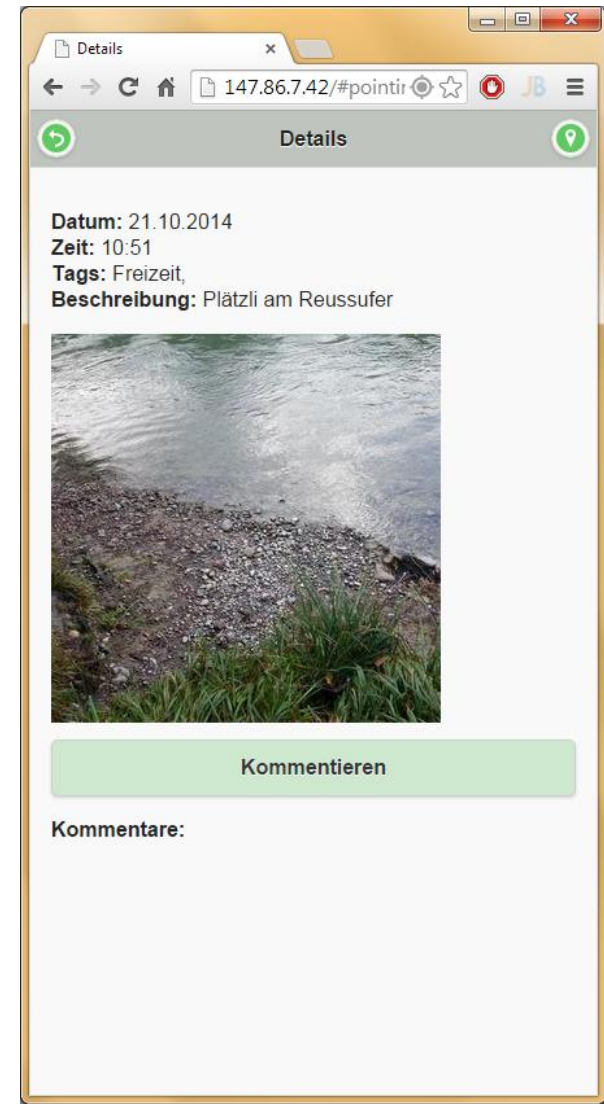 Details
147.86.7.42/#pointir
JB
Details
Datum: 21.10.2014
Zeit: 10:51
Tags: Freizeit,
Beschreibung: Plätzli am Reussufer
Kommentieren
Kommentare: